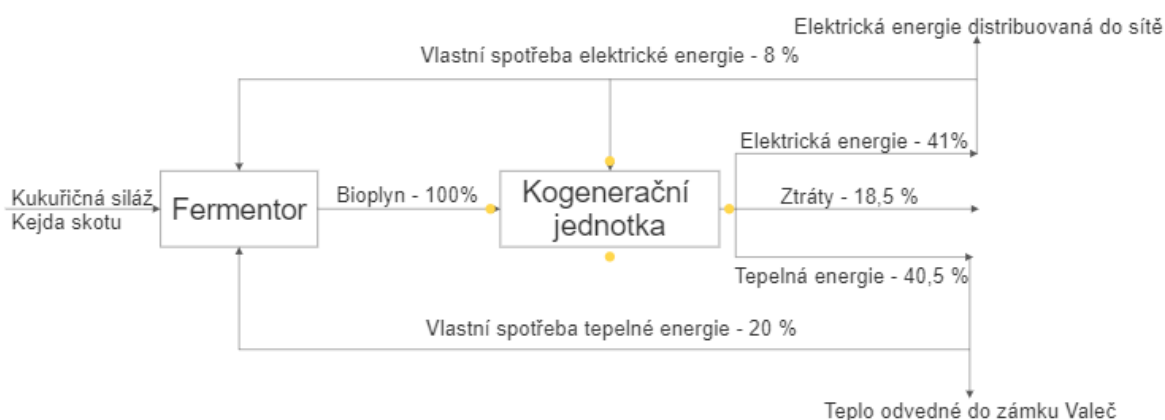 Elektrická energie distribuovaná do sítě
Vlastní spotřeba elektrické energie - 8 %
Elektrická energie - 41%
Kukuřičná siláž
Kejda skotu
Fermentor
Bioplyn - 100%
Kogenerační
jednotka
Ztráty - 18,5 %
Tepelná energie - 40,5 %
Vlastní spotřeba tepelné energie - 20 %
Teplo odvedné do zámku Valeč